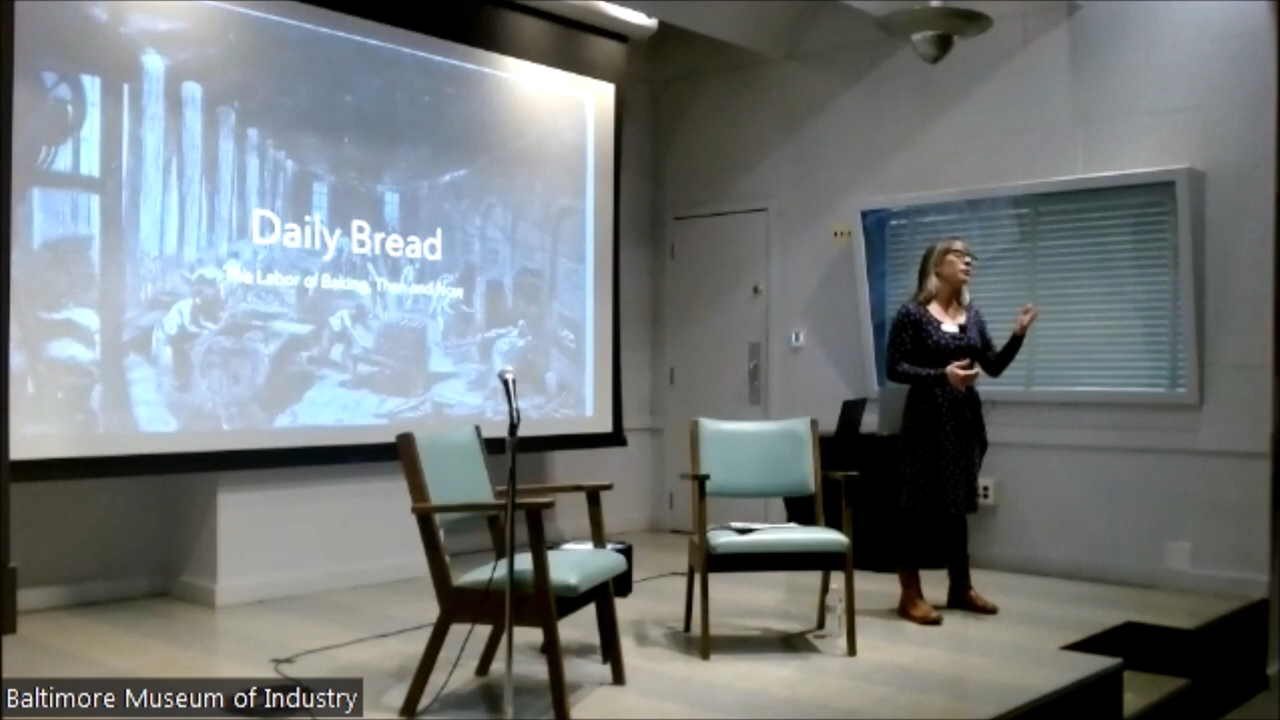 Daily Bread
The Labor of Baking, Then and Now
Baltimore Museum of Industry